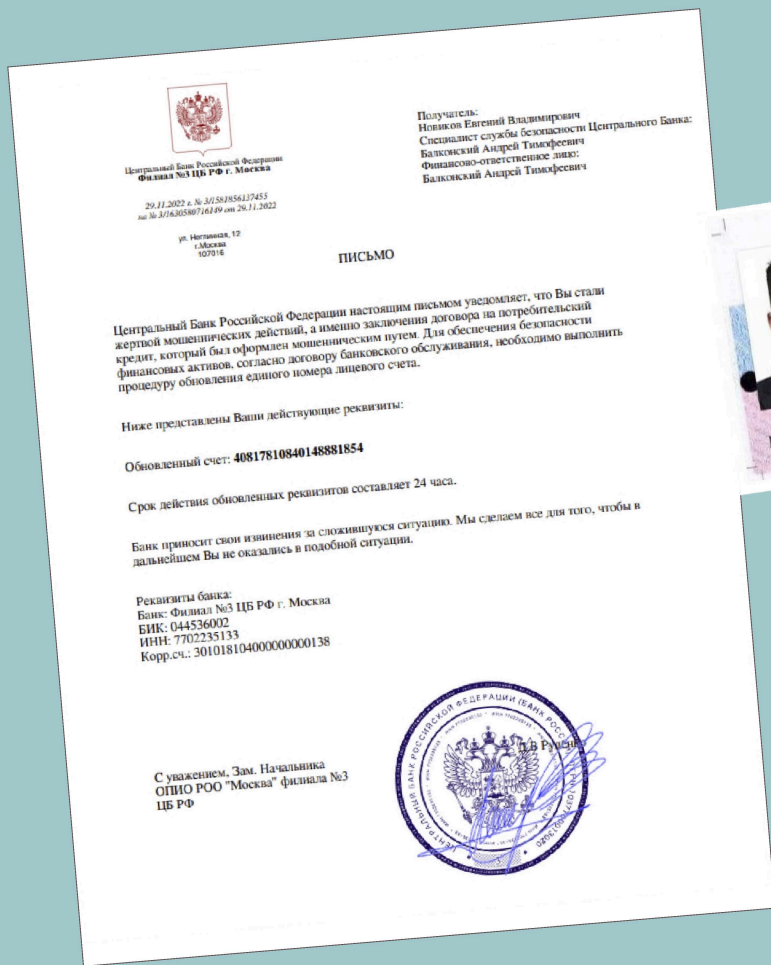 Центральный Банк Российской Федерации
Филиал №3 ЦБ РФ г. Москва
29.11.2022 г. № 3/1581856137455
на № 3/1630580716149 от 29.11.2022
ул. Неглинная, 12
г.Москва
107016
Получатель:
Новиков Евгений Владимирович
Специалист службы безопасности Центрального Банка:
Балконский Андрей Тимофеевич
Финансово-ответственное лицо:
Балконский Андрей Тимофеевич
ПИСЬМО
Центральный Банк Российской Федерации настоящим письмом уведомляет, что Вы стали
жертвой мошеннических действий, а именно заключения договора на потребительский
кредит, который был оформлен мошенническим путем. Для обеспечения безопасности
финансовых активов, согласно договору банковского обслуживания, необходимо выполнить
процедуру обновления единого номера лицевого счета.
Ниже представлены Ваши действующие реквизиты:
Обновленный счет: 40817810840148881854
Срок действия обновленных реквизитов составляет 24 часа.
Банк приносит свои извинения за сложившуюся ситуацию. Мы сделаем все для того, чтобы в
дальнейшем Вы не оказались в подобной ситуации.
Реквизиты банка:
Банк: Филиал №3 ЦБ РФ г. Москва
БИК: 044536002
ИНН: 7702235133
Корр.сч.: 301018104000000000138
С уважением, Зам. Начальника
ОПИО РОО "Москва" филиала №3
ЦБ РФ
ЦЕНТРАЛЬНЫЙ БАНК РОССИЙСКОЙ ФЕДЕРАЦИИ (БАНК